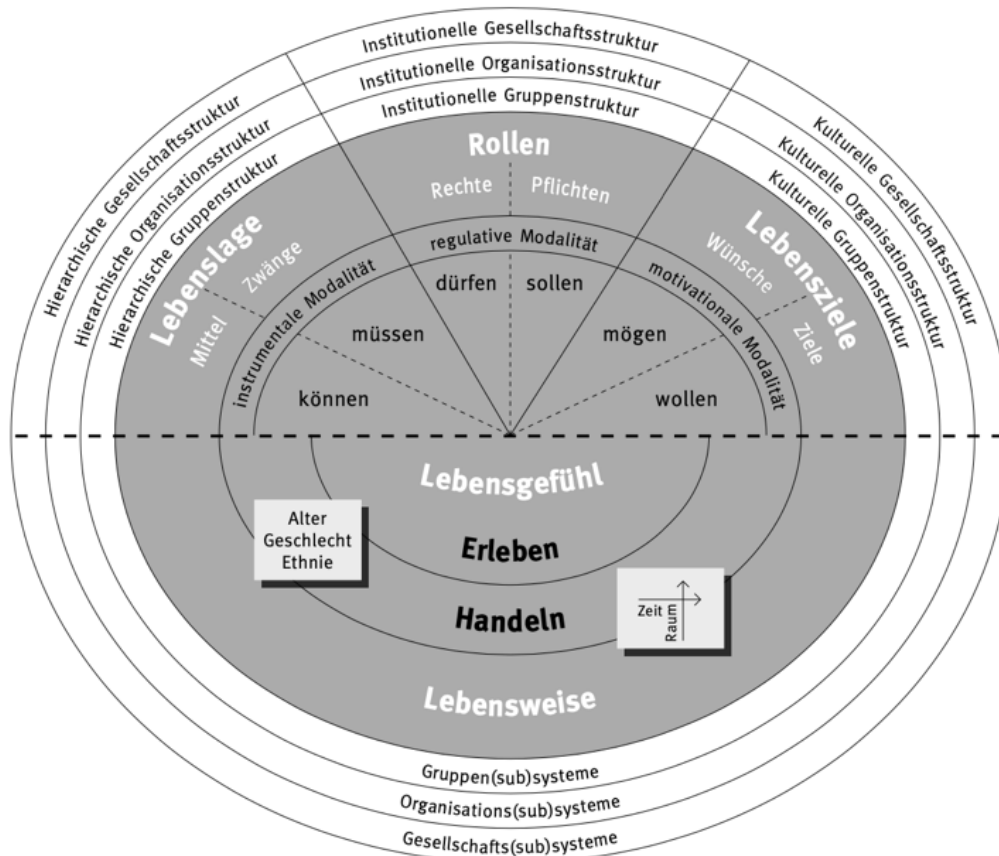 Institutionelle Gesellschaftsstruktur
Institutionelle Organisationsstruktur
Institutionelle Gruppenstruktur
Hierarchische Gesellschaftsstruktur
Hierarchische Organisationsstruktur
Hierarchische Gruppenstruktur
Kulturelle Gesellschaftsstruktur
Kulturelle Organisationsstruktur
Kulturelle Gruppenstruktur
Rollen
Rechte
Pflichten
Lebenslage
Zwänge
Mittel
Lebensziele
Wünsche
Ziele
instrumentale Modalität
regulative Modalität
motivationale Modalität
dürfen
sollen
müssen
mögen
können
wollen
Lebensgefühl
Erleben
Alter
Geschlecht
Ethnie
Zeit
Raum
Handeln
Lebensweise
Gruppen(sub)systeme
Organisations(sub)systeme
Gesellschafts(sub)systeme